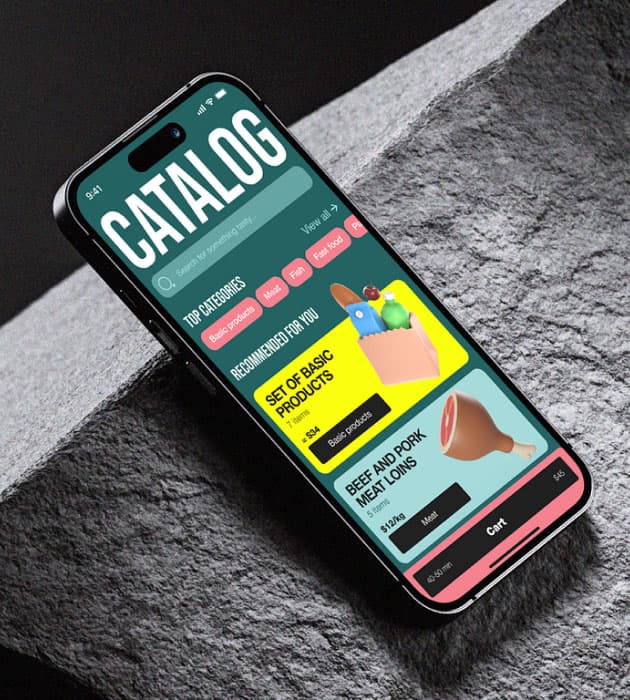 9:41
CATALOG
Search for something tasty...
TOP CATEGORIES
View all →
Basic products
Meat
Fish
Fast food
RECOMMENDED FOR YOU
SET OF BASIC
PRODUCTS
7 items
≈ $34
Basic products
BEEF AND PORK
MEAT LOINS
5 items
$12/kg
Meat
40-50 min
Cart
$45